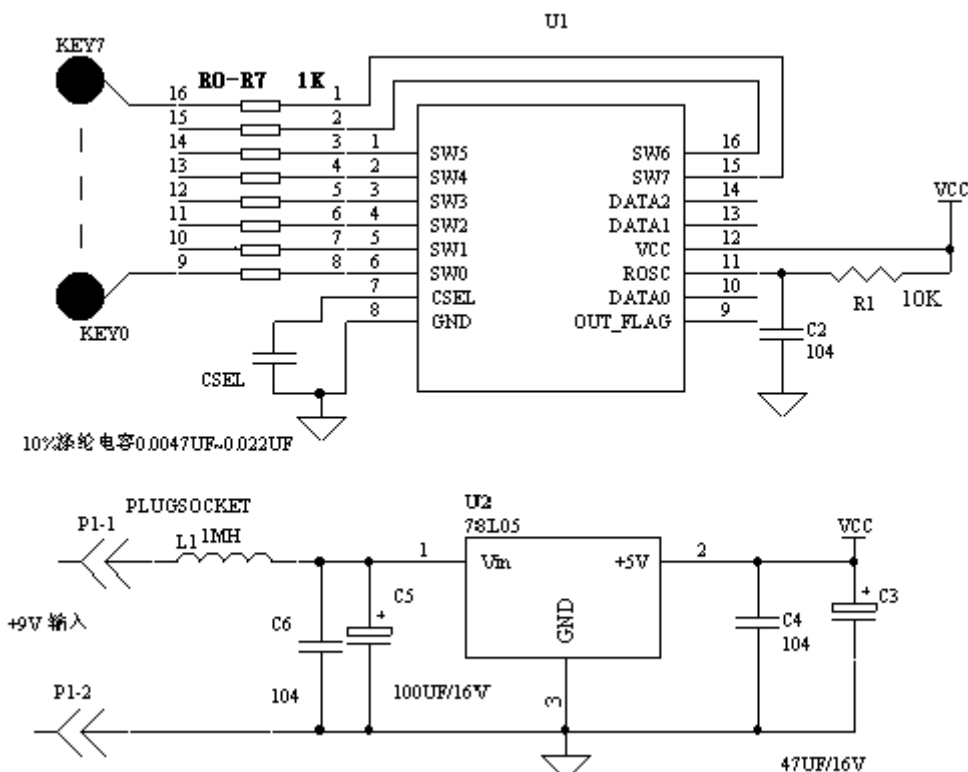 U1
KEY7
R0-R7 1K
16 1
15 2
14 3 1 SW5 SW6 16
13 4 2 SW4 SW7 15
12 5 3 SW3 DATA2 14
11 6 4 SW2 DATA1 13
10 7 5 SW1 VCC 12
9 8 6 SW0 ROSC 11
7 CSEL DATA0 10
8 GND OUT_FLAG 9
VCC
R1 10K
KEY0
C2
104
CSEL
10%涤纶电容0.0047UF~0.022UF
PLUGSOCKET
P1-1
L1 1MH
U2
78L05
1 Vin +5V 2
GND
3
VCC
+9V 输入
C6
104
C5
100UF/16V
C4
104
C3
47UF/16V
P1-2